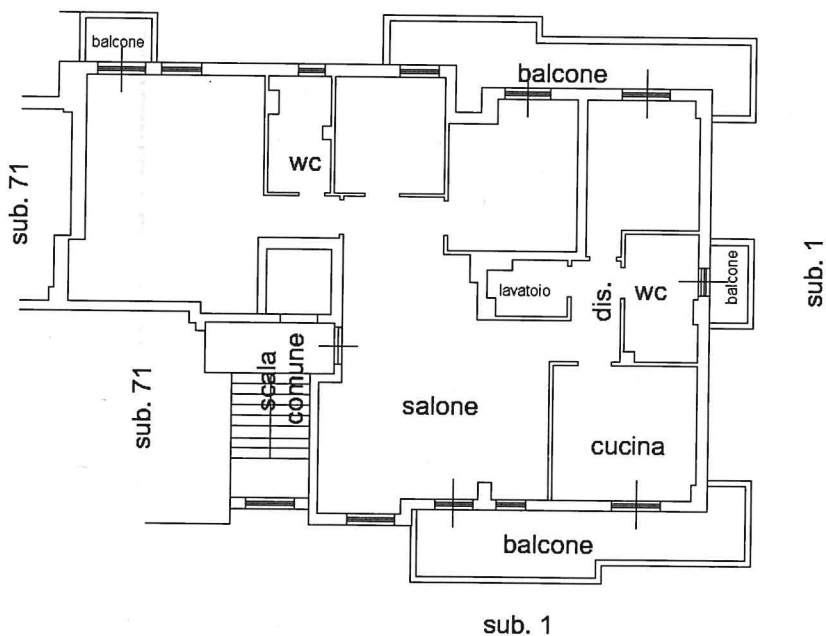 balcone
balcone
wc
sub. 71
sub. 1
lavatoio
dis.
wc
balcone
scala
comune
sub. 71
salone
cucina
balcone
sub. 1